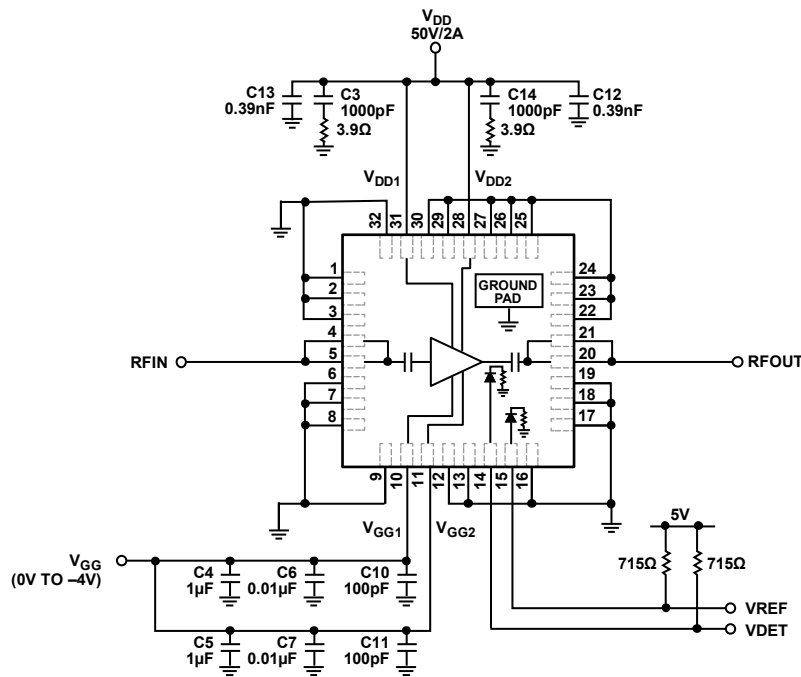 VDD
50V/2A
C13
0.39nF
C3
1000pF
3.9Ω
C14
1000pF
3.9Ω
C12
0.39nF
VDD1
VDD2
32
31
30
29
28
27
26
25
1
2
3
4
5
6
7
8
24
23
22
21
20
19
18
17
GROUND
PAD
RFIN
RFOUT
9
10
11
12
13
14
15
16
VGG1
VGG2
VGG
(0V TO –4V)
C4
1µF
C6
0.01µF
C10
100pF
C5
1µF
C7
0.01µF
C11
100pF
5V
715Ω
715Ω
VREF
VDET